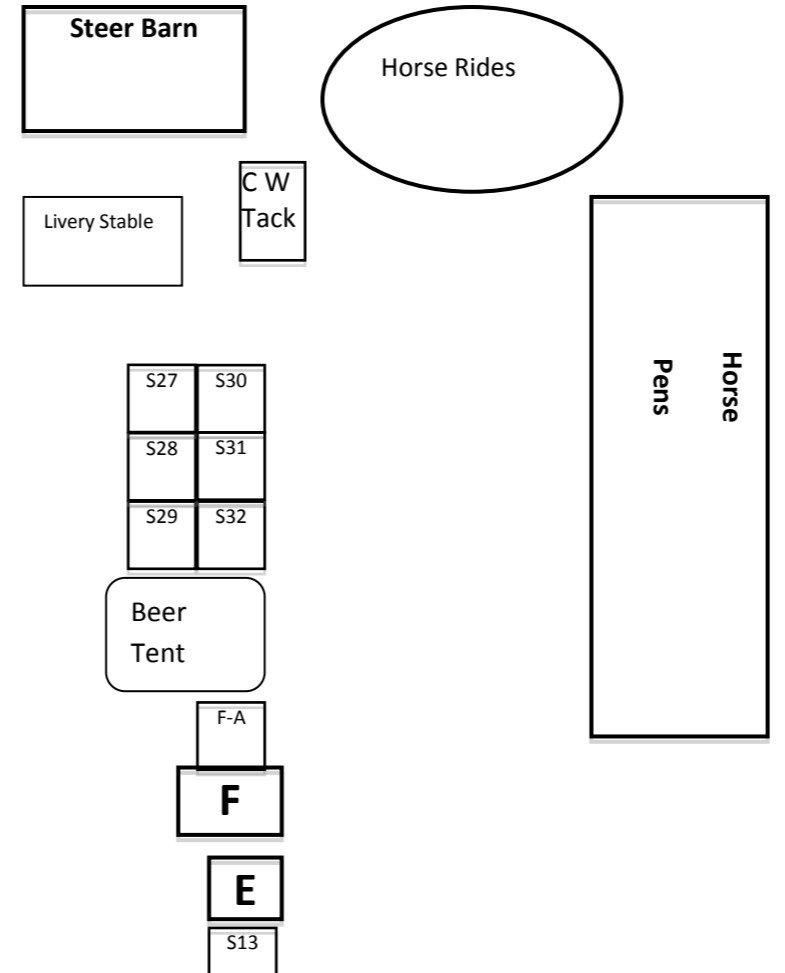 Steer Barn
Horse Rides
C W
Tack
Livery Stable
Horse
Pens
S27
S30
S28
S31
S29
S32
Beer
Tent
F-A
F
E
S13